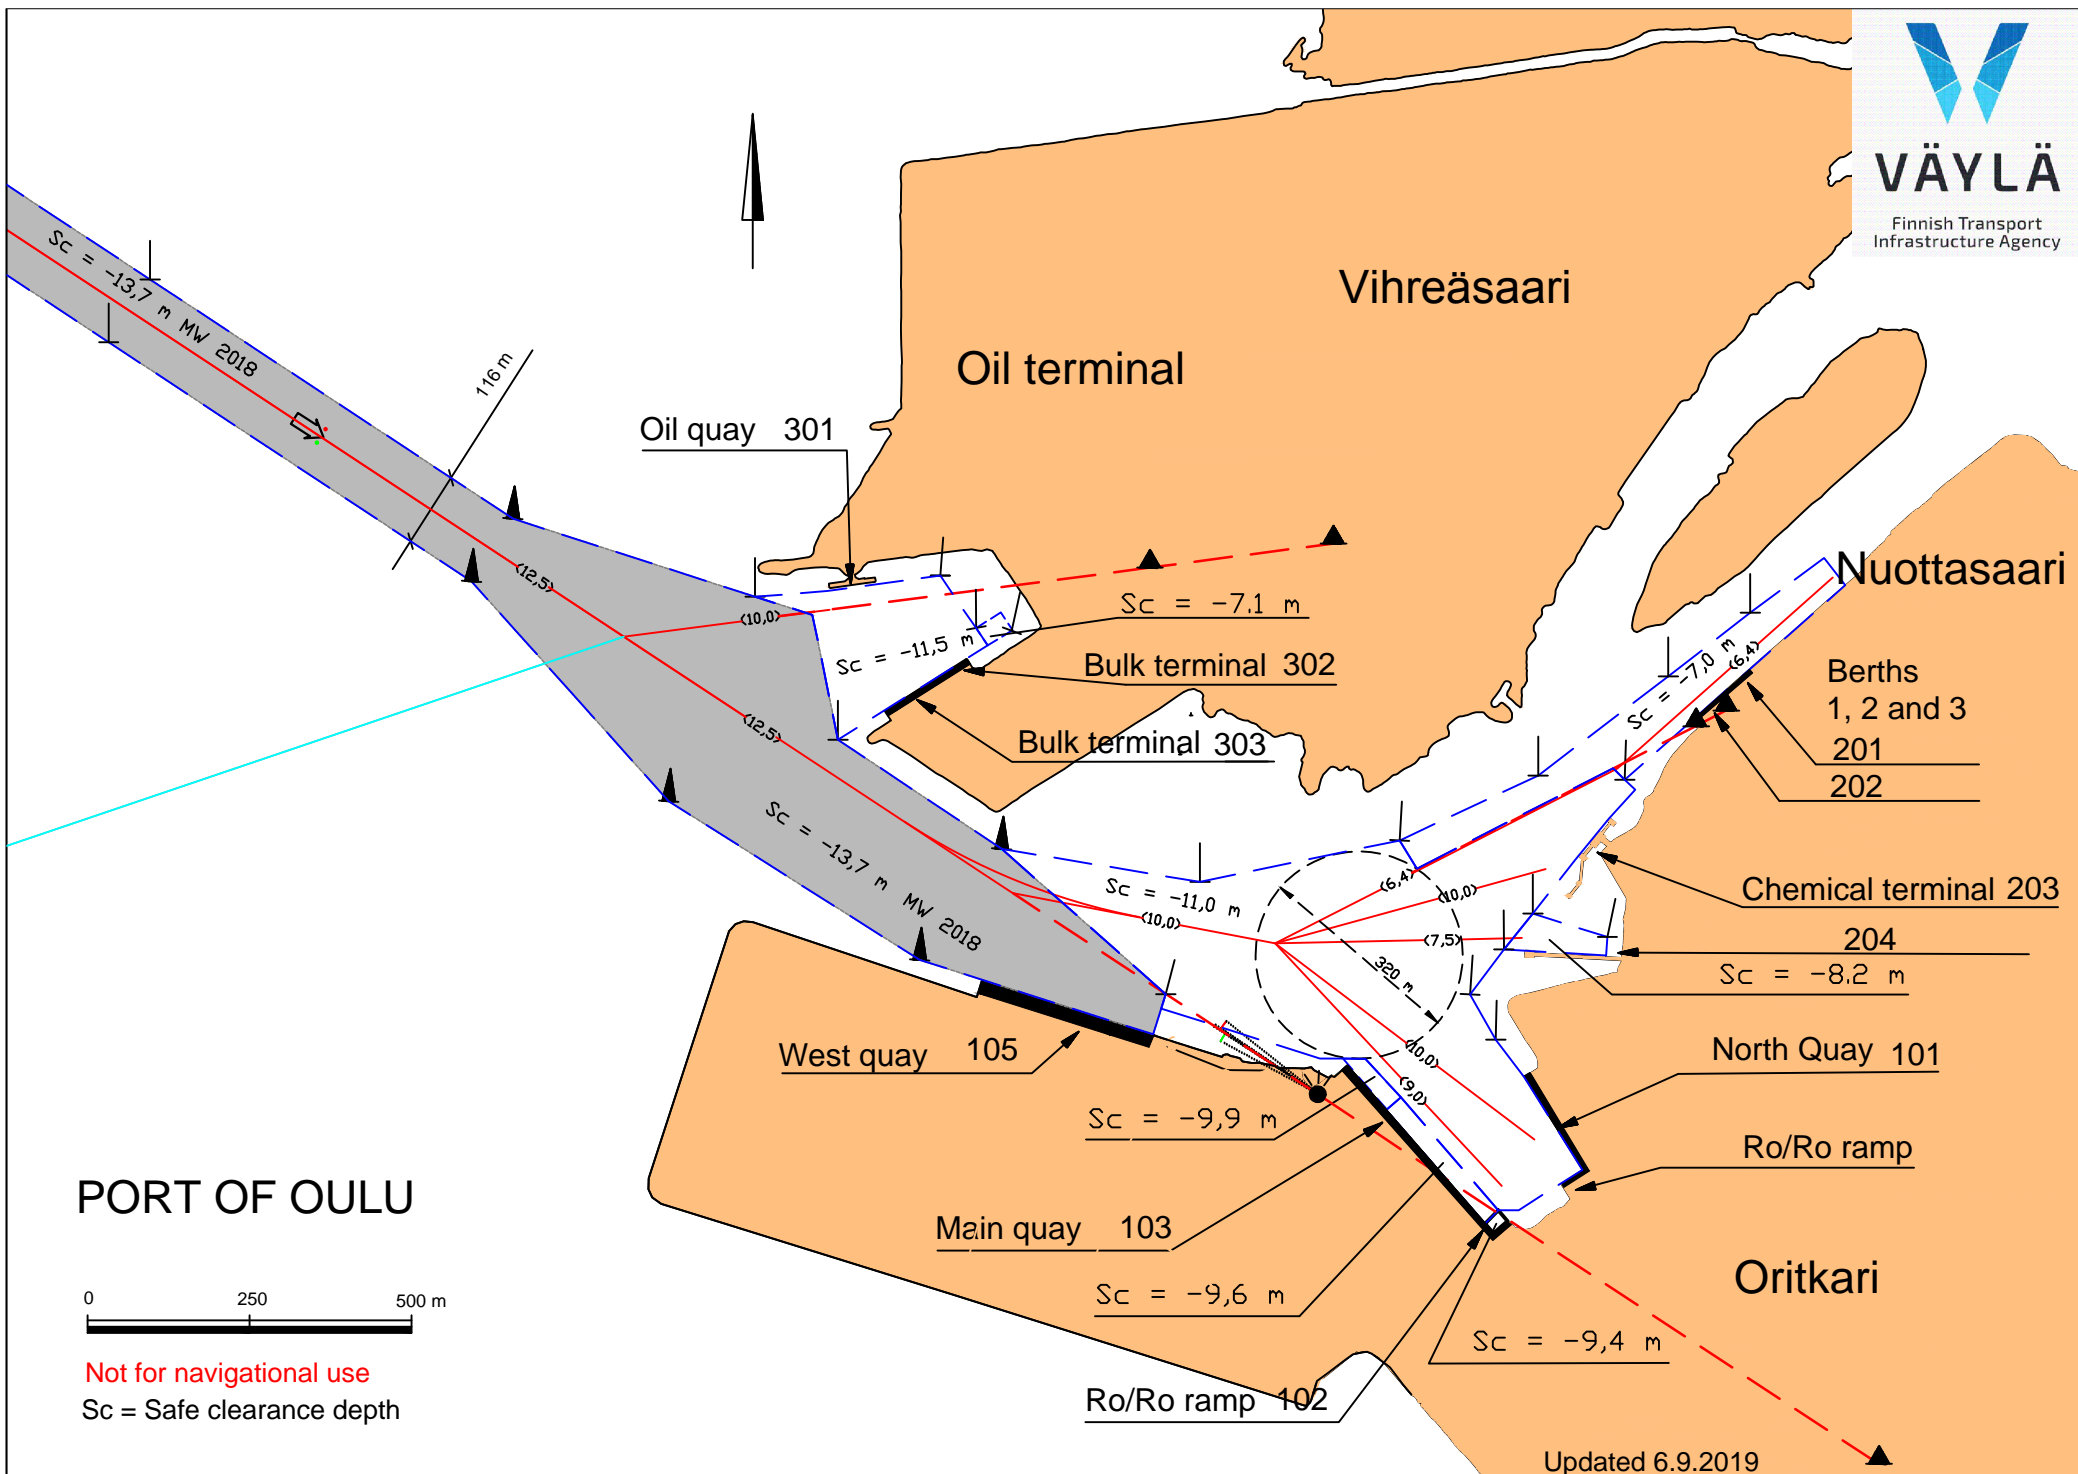 VÄYLÄ
Finnish Transport
Infrastructure Agency
Sc = -13,7 m MW 2018
116 m
Vihreäsaari
Oil terminal
Oil quay 301
(12,5)
(10,0)
Sc = -7.1 m
Sc = -11,5 m
Bulk terminal 302
Bulk terminal 303
(12,5)
Nuottasaari
Sc = -7,0 m
(6,4)
Berths
1, 2 and 3
201
202
Sc = -13,7 m MW 2018
Sc = -11,0 m
(10,0)
(6,4)
(10,0)
(7,5)
320 m
(10,0)
(9,0)
Chemical terminal 203
204
Sc = -8.2 m
West quay 105
North Quay 101
Sc = -9,9 m
Ro/Ro ramp
Main quay 103
Sc = -9,6 m
Oritkari
Sc = -9,4 m
Ro/Ro ramp 102
PORT OF OULU
0 250 500 m
Not for navigational use
Sc = Safe clearance depth
Updated 6.9.2019